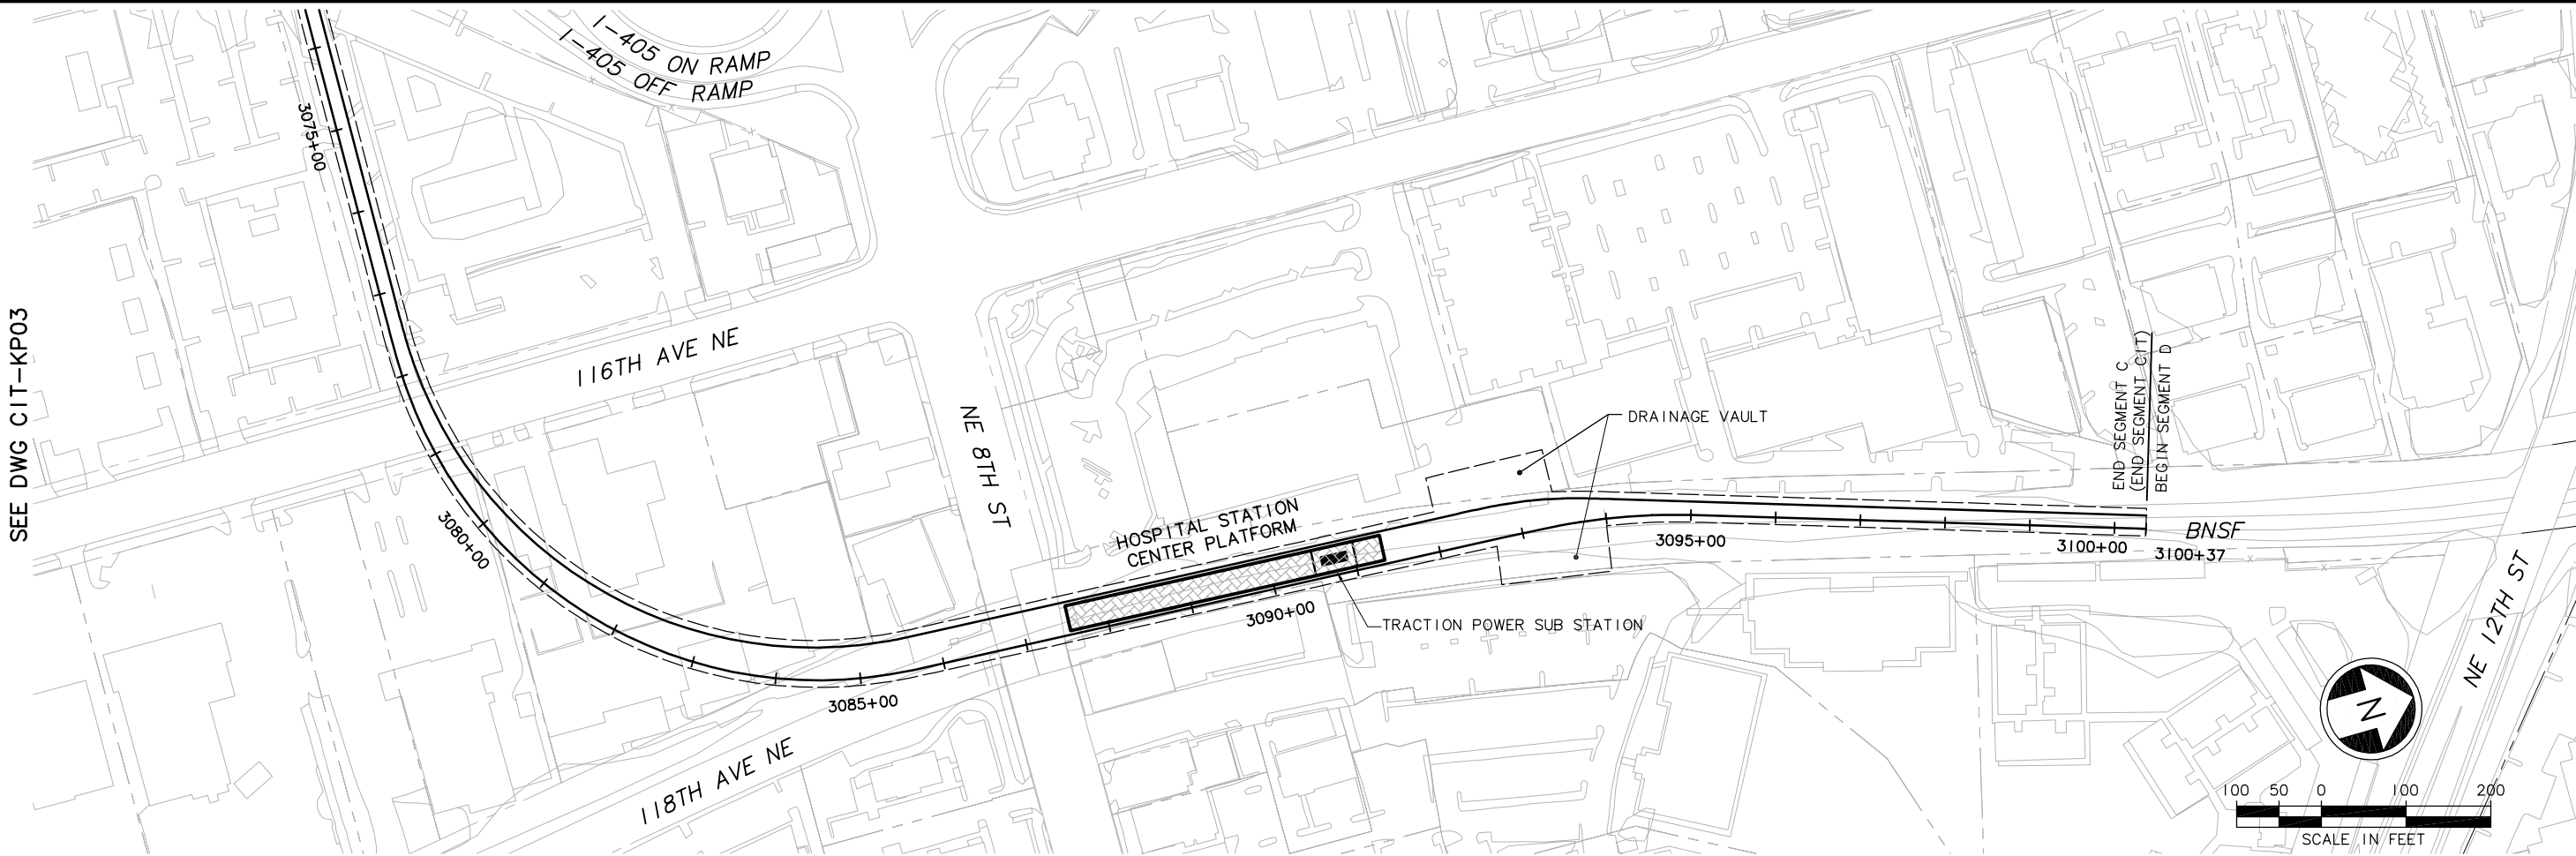 I-405 ON RAMP
I-405 OFF RAMP
3075+00
SEE DWG CIT-KP03
116TH AVE NE
NE 8TH ST
DRAINAGE VAULT
END SEGMENT C
(END SEGMENT CIT)
BEGIN SEGMENT D
HOSPITAL STATION
CENTER PLATFORM
3080+00
3085+00
3090+00
3095+00
3100+00
3100+37
BNSF
TRACTION POWER SUB STATION
118TH AVE NE
NE 12TH ST
N
100 50 0 100 200
SCALE IN FEET